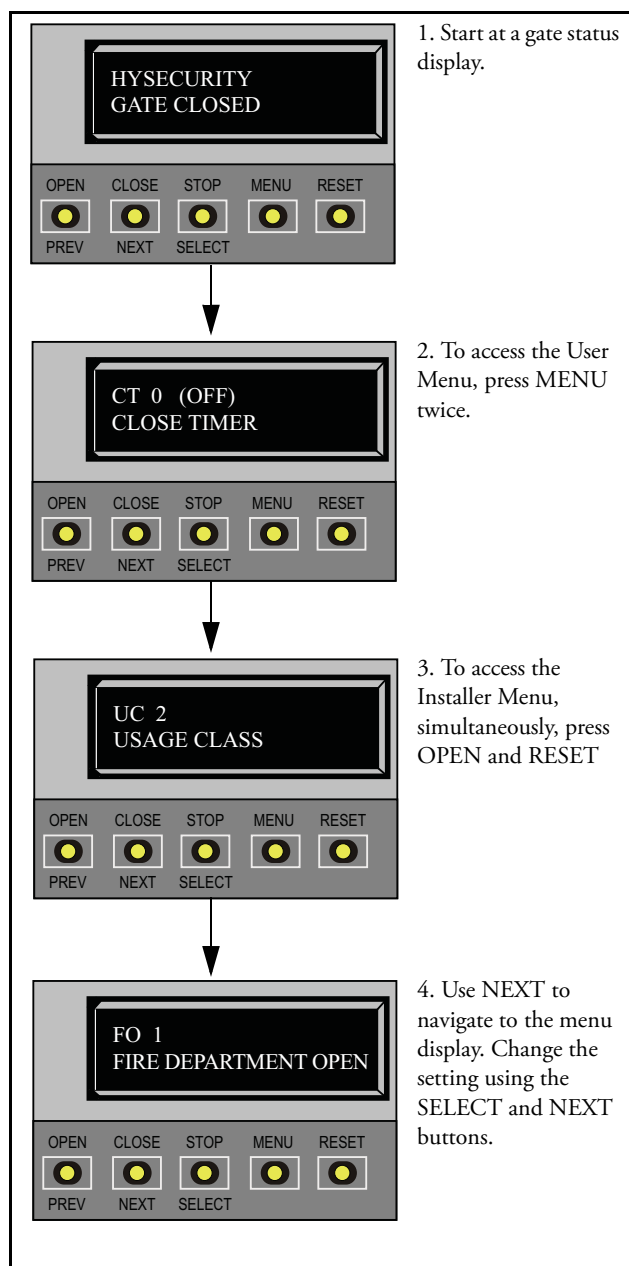 HYSECURITY
GATE CLOSED
OPEN CLOSE STOP MENU RESET
PREV NEXT SELECT
1. Start at a gate status
display.
CT 0 (OFF)
CLOSE TIMER
OPEN CLOSE STOP MENU RESET
PREV NEXT SELECT
2. To access the User
Menu, press MENU
twice.
UC 2
USAGE CLASS
OPEN CLOSE STOP MENU RESET
PREV NEXT SELECT
3. To access the
Installer Menu,
simultaneously, press
OPEN and RESET
FO 1
FIRE DEPARTMENT OPEN
OPEN CLOSE STOP MENU RESET
PREV NEXT SELECT
4. Use NEXT to
navigate to the menu
display. Change the
setting using the
SELECT and NEXT
buttons.